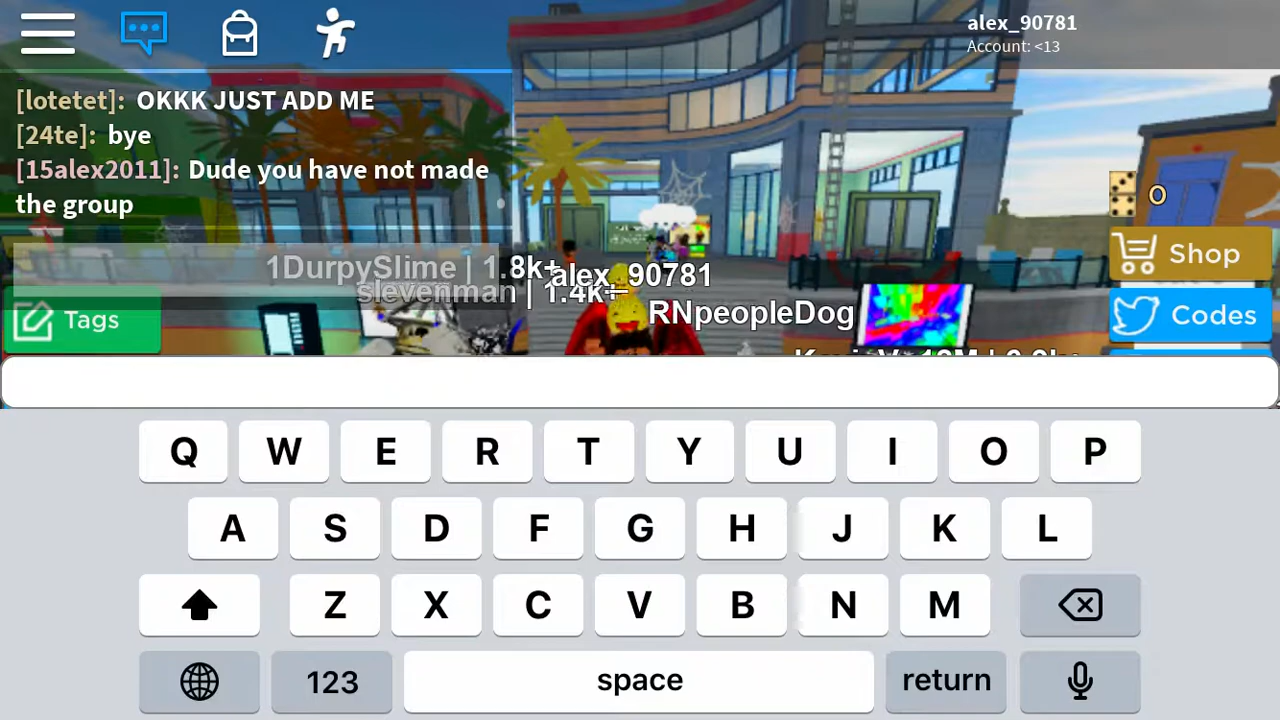 alex_90781
Account: <13
[lotetet]: OKKK JUST ADD ME
[24te]: bye
[15alex2011]: Dude you have not made
the group
0
Shop
1DurpySlime | 1.8k+
alex_90781
slevenman | 1.4k+
RNpeopleDog
Tags
Codes
Q W E R T Y U I O P
A S D F G H J K L
Z X C V B N M
123 space return